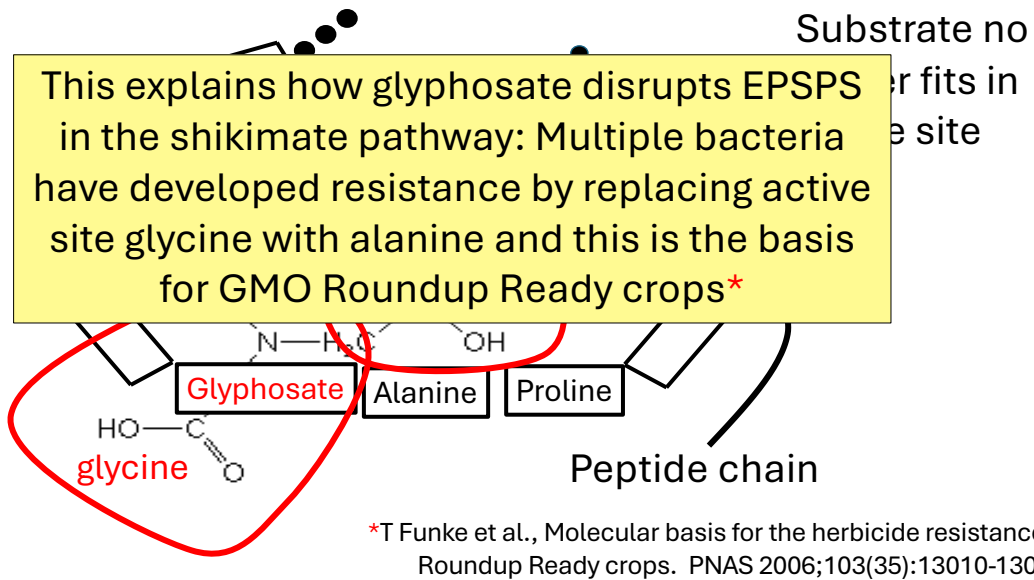 Substrate no
fits in
site
This explains how glyphosate disrupts EPSPS
in the shikimate pathway: Multiple bacteria
have developed resistance by replacing active
site glycine with alanine and this is the basis
for GMO Roundup Ready crops*
N—H₂C
OH
Glyphosate
Alanine
Proline
HO—C
O
glycine
Peptide chain
*T Funke et al., Molecular basis for the herbicide resistance
Roundup Ready crops. PNAS 2006;103(35):13010-130